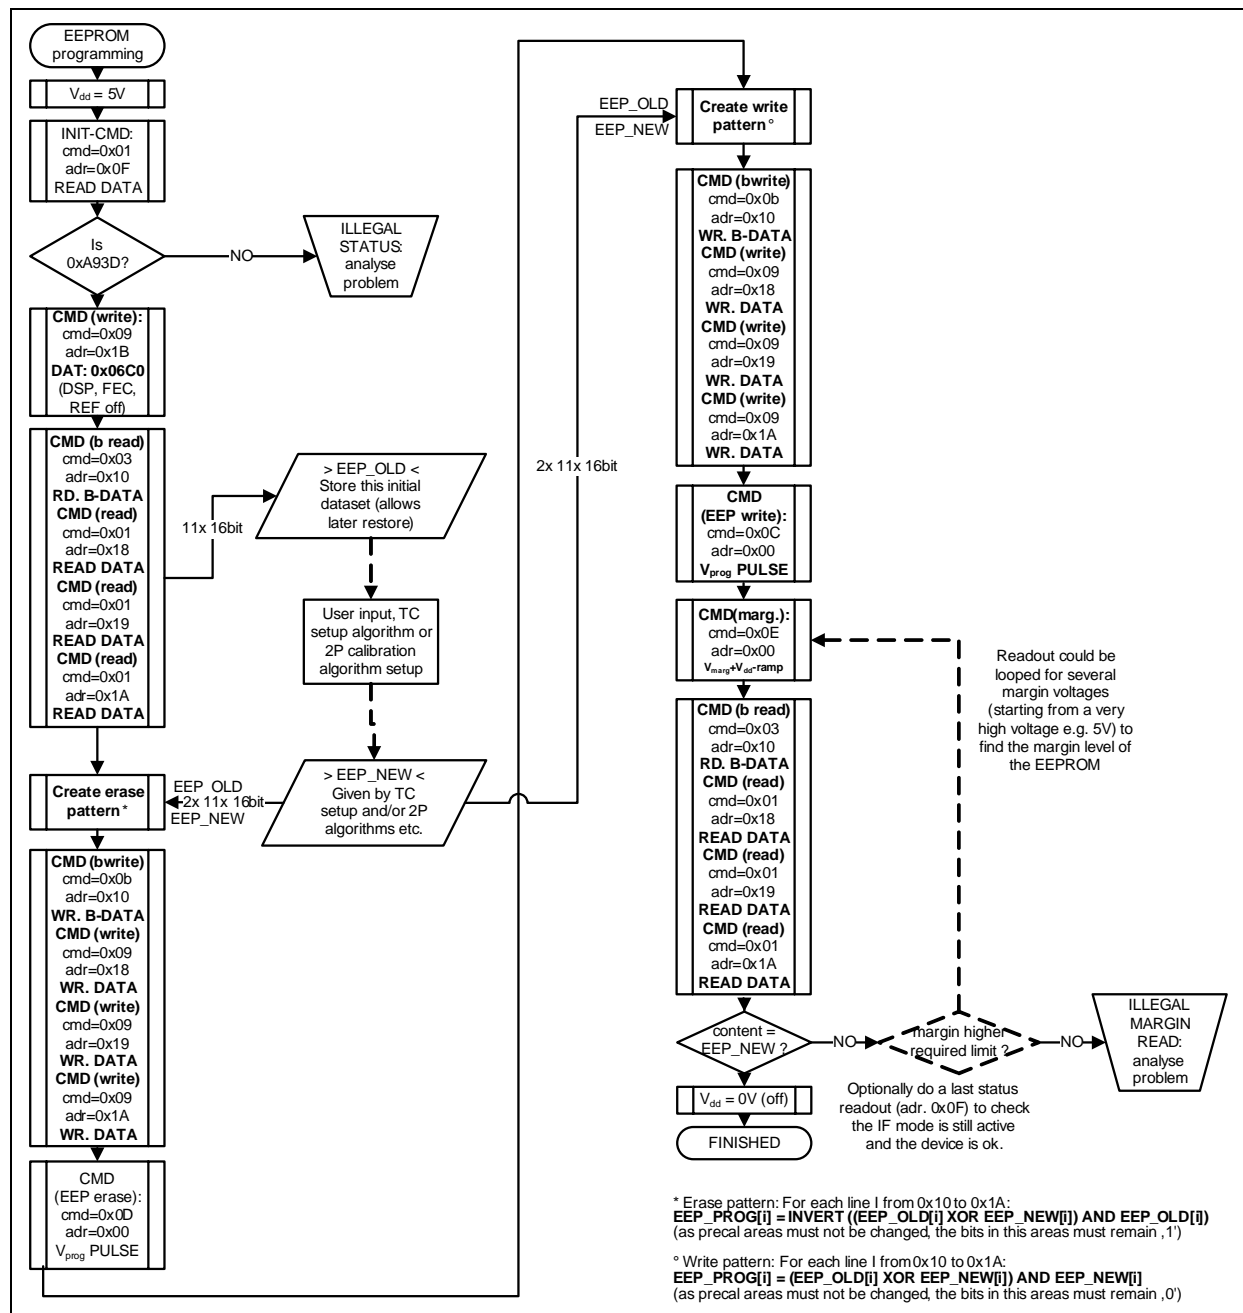 EEPROM
programming
Vdd = 5V
INIT-CMD:
cmd=0x01
adr=0x0F
READ DATA
Is
0xA93D?
NO
ILLEGAL
STATUS:
analyse
problem
CMD (write):
cmd=0x09
adr=0x1B
DAT: 0x06C0
(DSP, FEC,
REF off)
CMD (b read)
cmd=0x03
adr=0x10
RD. B-DATA
CMD (read)
cmd=0x01
adr=0x18
READ DATA
CMD (read)
cmd=0x01
adr=0x19
READ DATA
CMD (read)
cmd=0x01
adr=0x1A
READ DATA
11x 16bit
> EEP_OLD <
Store this initial
dataset (allows
later restore)
User input, TC
setup algorithm or
2P calibration
algorithm setup
> EEP_NEW <
Given by TC
setup and/or 2P
algorithms etc.
EEP_OLD
2x 11x 16bit
EEP_NEW
Create erase
pattern *
CMD (bwrite)
cmd=0x0b
adr=0x10
WR. B-DATA
CMD (write)
cmd=0x09
adr=0x18
WR. DATA
CMD (write)
cmd=0x09
adr=0x19
WR. DATA
CMD (write)
cmd=0x09
adr=0x1A
WR. DATA
CMD
(EEP erase):
cmd=0x0D
adr=0x00
Vprog PULSE
2x 11x 16bit
EEP_OLD
EEP_NEW
Create write
pattern °
CMD (bwrite)
cmd=0x0b
adr=0x10
WR. B-DATA
CMD (write)
cmd=0x09
adr=0x18
WR. DATA
CMD (write)
cmd=0x09
adr=0x19
WR. DATA
CMD (write)
cmd=0x09
adr=0x1A
WR. DATA
CMD
(EEP write):
cmd=0x0C
adr=0x00
Vprog PULSE
CMD(marg.):
cmd=0x0E
adr=0x00
Vmarg+Vdd-ramp
Readout could be
looped for several
margin voltages
(starting from a very
high voltage e.g. 5V) to
find the margin level of
the EEPROM
CMD (b read)
cmd=0x03
adr=0x10
RD. B-DATA
CMD (read)
cmd=0x01
adr=0x18
READ DATA
CMD (read)
cmd=0x01
adr=0x19
READ DATA
CMD (read)
cmd=0x01
adr=0x1A
READ DATA
content =
EEP_NEW ?
NO
margin higher
required limit ?
NO
ILLEGAL
MARGIN
READ:
analyse
problem
Vdd = 0V (off)
FINISHED
Optionally do a last status
readout (adr. 0x0F) to check
the IF mode is still active
and the device is ok.
* Erase pattern: For each line I from 0x10 to 0x1A:
EEP_PROG[i] = INVERT ((EEP_OLD[i] XOR EEP_NEW[i]) AND EEP_OLD[i])
(as precal areas must not be changed, the bits in this areas must remain ‚1')
° Write pattern: For each line I from 0x10 to 0x1A:
EEP_PROG[i] = (EEP_OLD[i] XOR EEP_NEW[i]) AND EEP_NEW[i]
(as precal areas must not be changed, the bits in this areas must remain ‚0')